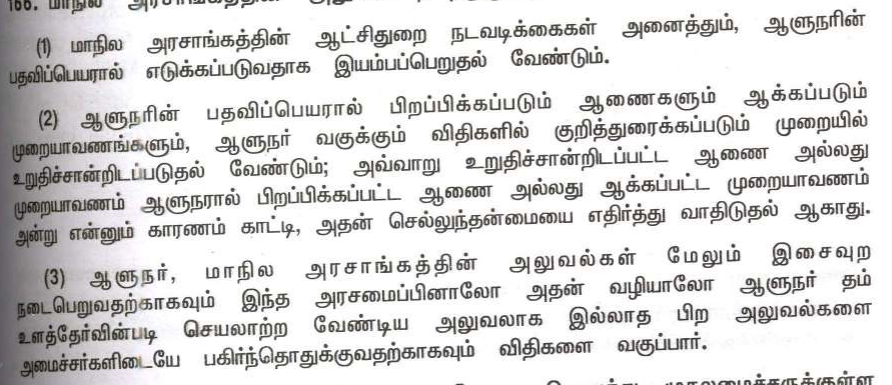 166. மாநில
(1) மாநில அரசாங்கத்தின் ஆட்சிதுறை நடவடிக்கைகள் அனைத்தும், ஆளுநரின்
பதவிப்பெயரால் எடுக்கப்படுவதாக இயம்பப்பெறுதல் வேண்டும்.
(2) ஆளுநரின் பதவிப்பெயரால் பிறப்பிக்கப்படும் ஆணைகளும் ஆக்கப்படும்
முறையாவணங்களும், ஆளுநர் வகுக்கும் விதிகளில் குறித்துரைக்கப்படும் முறையில்
உறுதிச்சான்றிடப்படுதல் வேண்டும்; அவ்வாறு உறுதிச்சான்றிடப்பட்ட ஆணை அல்லது
முறையாவணம் ஆளுநரால் பிறப்பிக்கப்பட்ட ஆணை அல்லது ஆக்கப்பட்ட முறையாவணம்
அன்று என்னும் காரணம் காட்டி, அதன் செல்லுந்தன்மையை எதிர்த்து வாதிடுதல் ஆகாது.
(3) ஆளுநர், மாநில அரசாங்கத்தின் அலுவல்கள் மேலும் இசைவுற
நடைபெறுவதற்காகவும் இந்த அரசமைப்பினாலோ அதன் வழியாலோ ஆளுநர் தம்
உளத்தேர்வின்படி செயலாற்ற வேண்டிய அலுவலாக இல்லாத பிற அலுவல்களை
அமைச்சர்களிடையே பகிர்ந்தொதுக்குவதற்காகவும் விதிகளை வகுப்பார்.